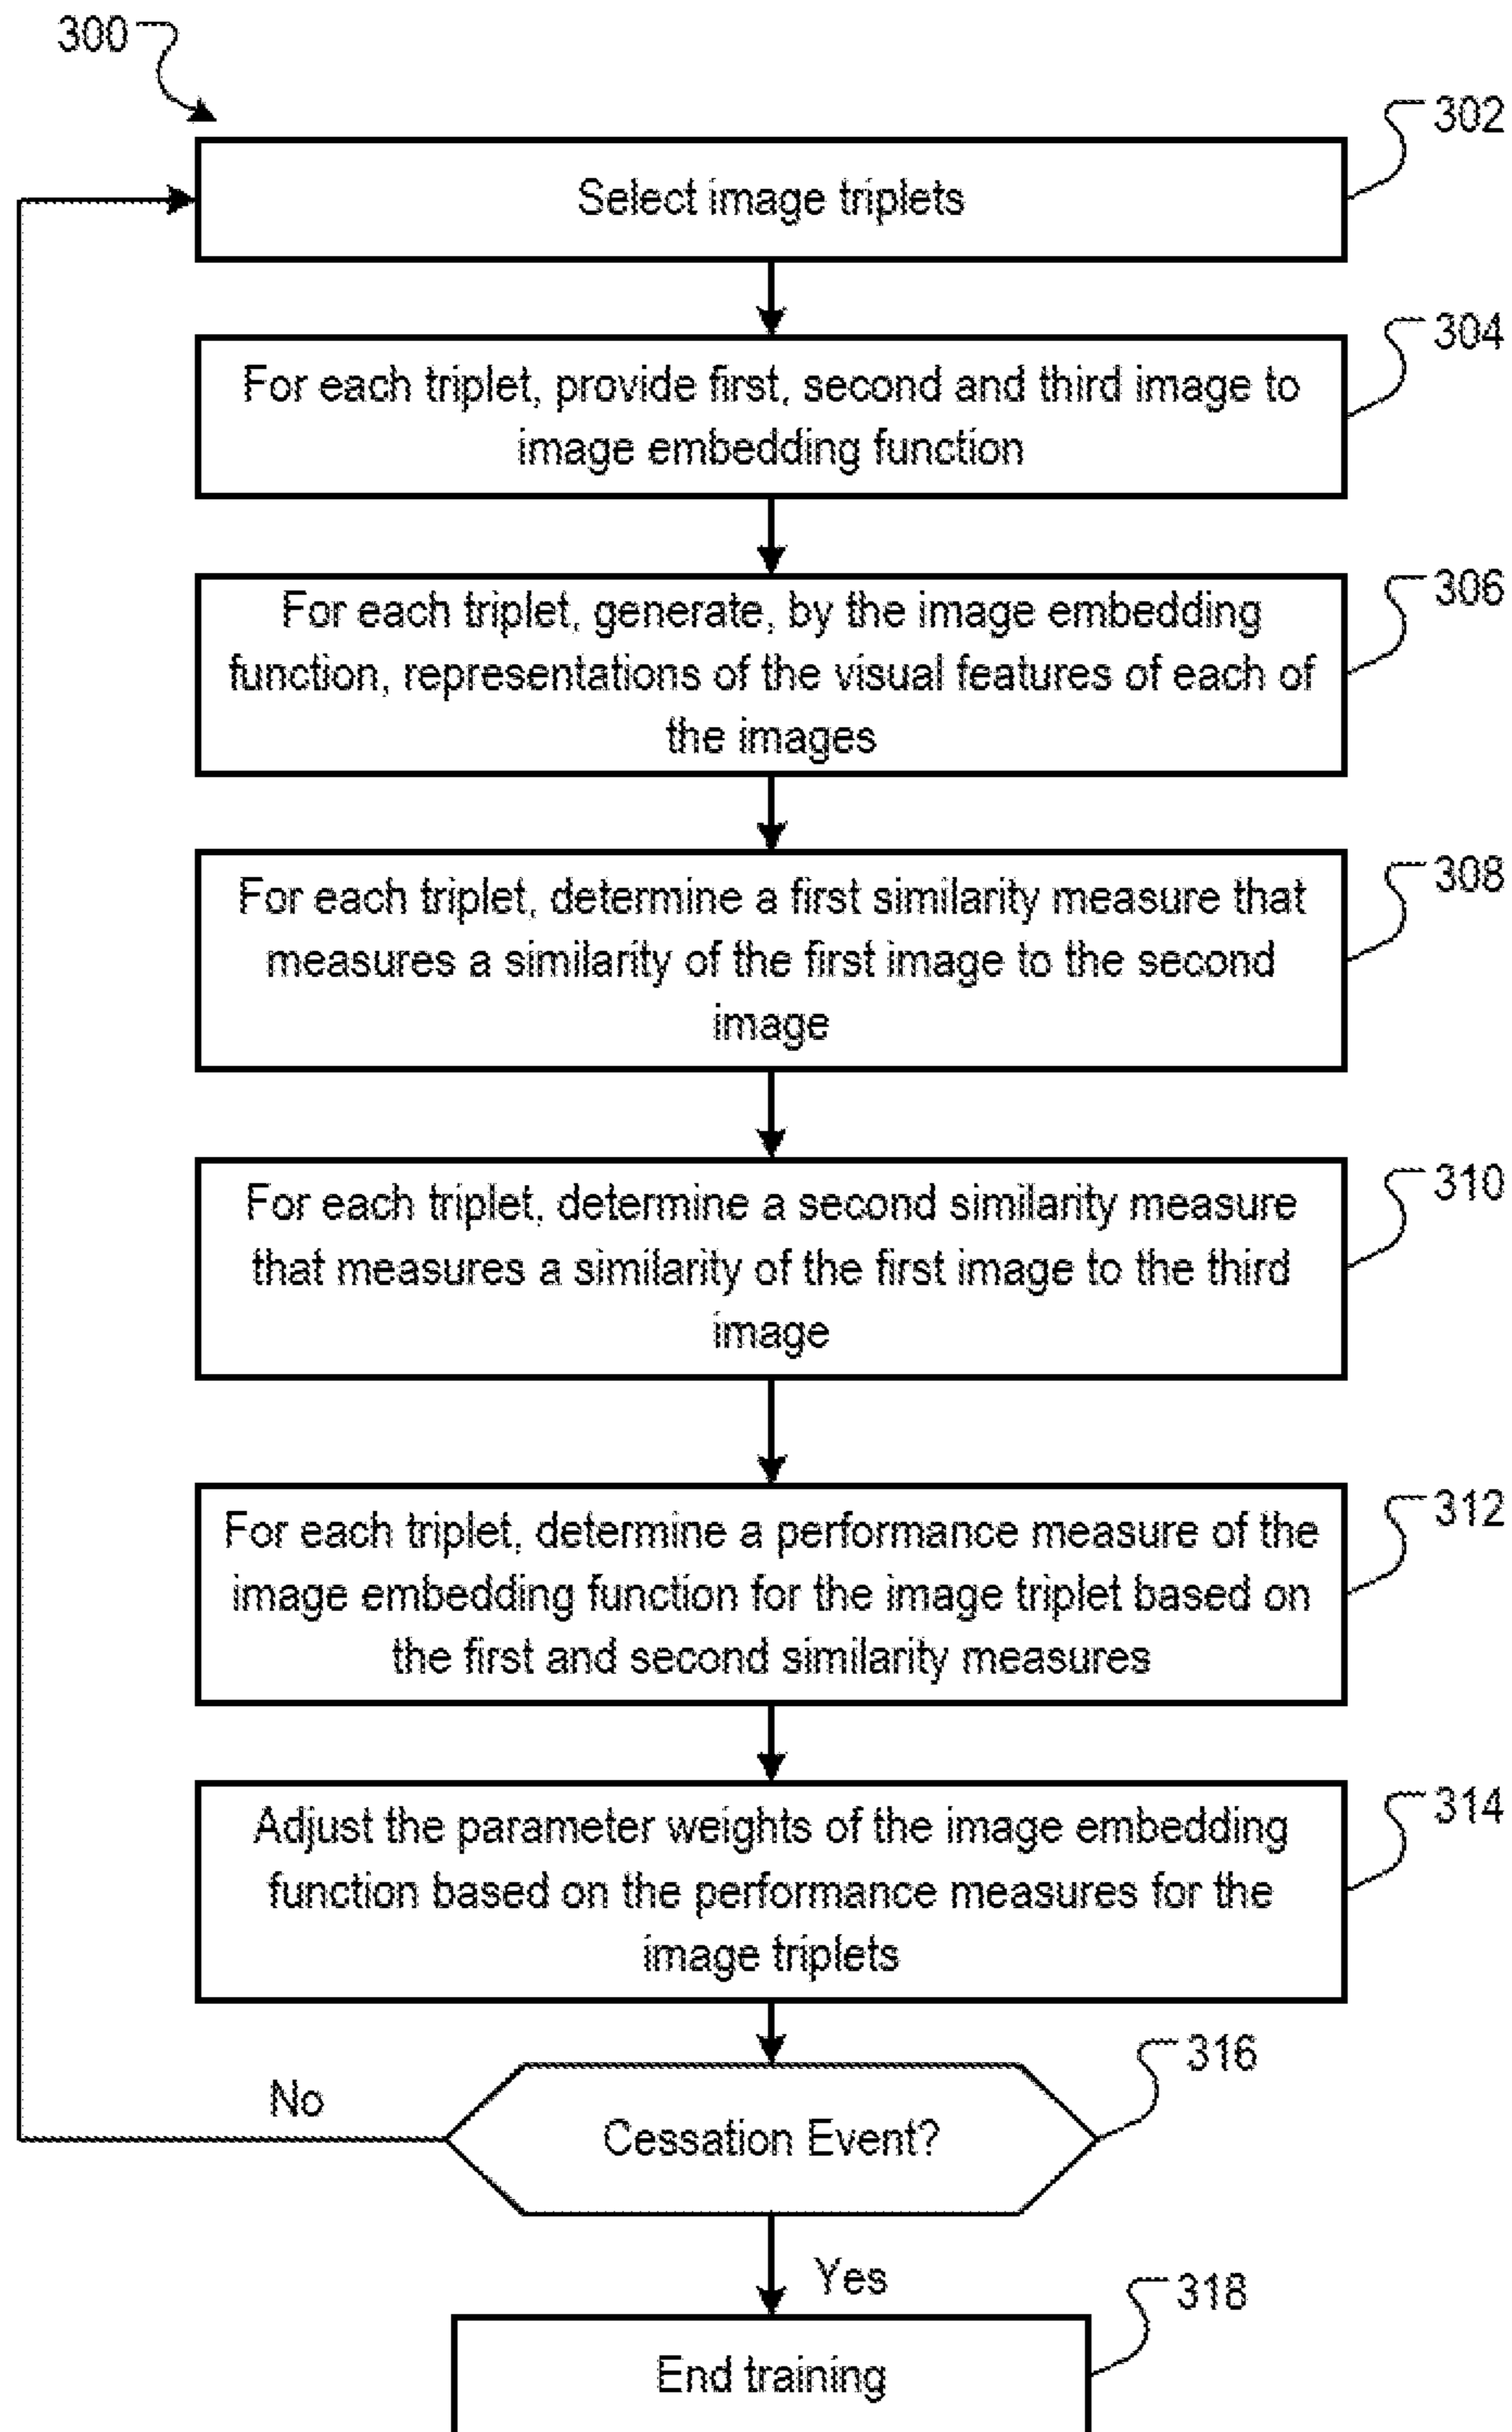 300
302
Select image triplets
304
For each triplet, provide first, second and third image to
image embedding function
306
For each triplet, generate, by the image embedding
function, representations of the visual features of each of
the images
308
For each triplet, determine a first similarity measure that
measures a similarity of the first image to the second
image
310
For each triplet, determine a second similarity measure
that measures a similarity of the first image to the third
image
312
For each triplet, determine a performance measure of the
image embedding function for the image triplet based on
the first and second similarity measures
314
Adjust the parameter weights of the image embedding
function based on the performance measures for the
image triplets
316
No
Cessation Event?
Yes
318
End training